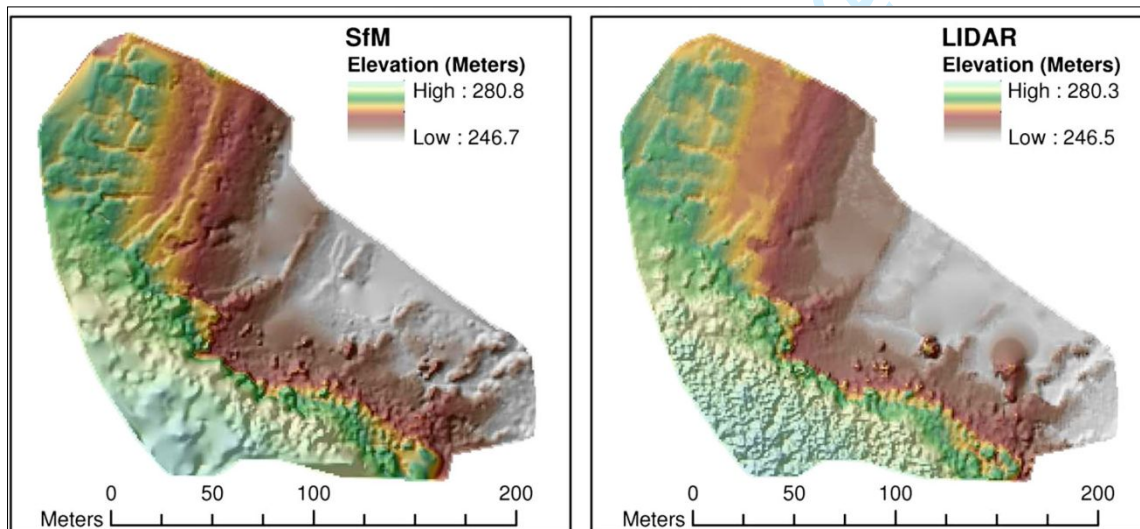 SfM
Elevation (Meters)
High : 280.8
Low : 246.7
0 50 100 200
Meters
LIDAR
Elevation (Meters)
High : 280.3
Low : 246.5
0 50 100 200
Meters